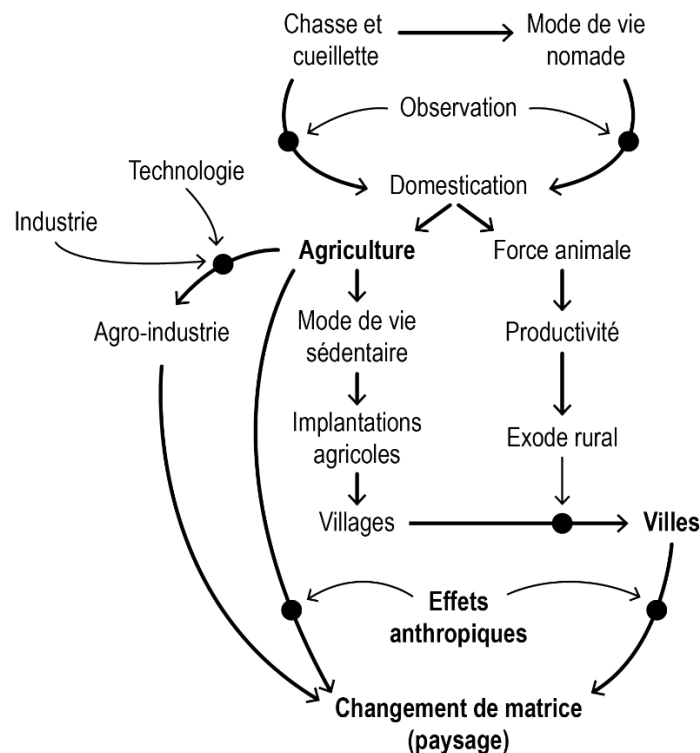 Chasse et
cueillette
Mode de vie
nomade
Observation
Technologie
Domestication
Industrie
Agriculture
Force animale
Agro-industrie
Mode de vie
sédentaire
Productivité
Implantations
agricoles
Exode rural
Villages
Villes
Effets
anthropiques
Changement de matrice
(paysage)